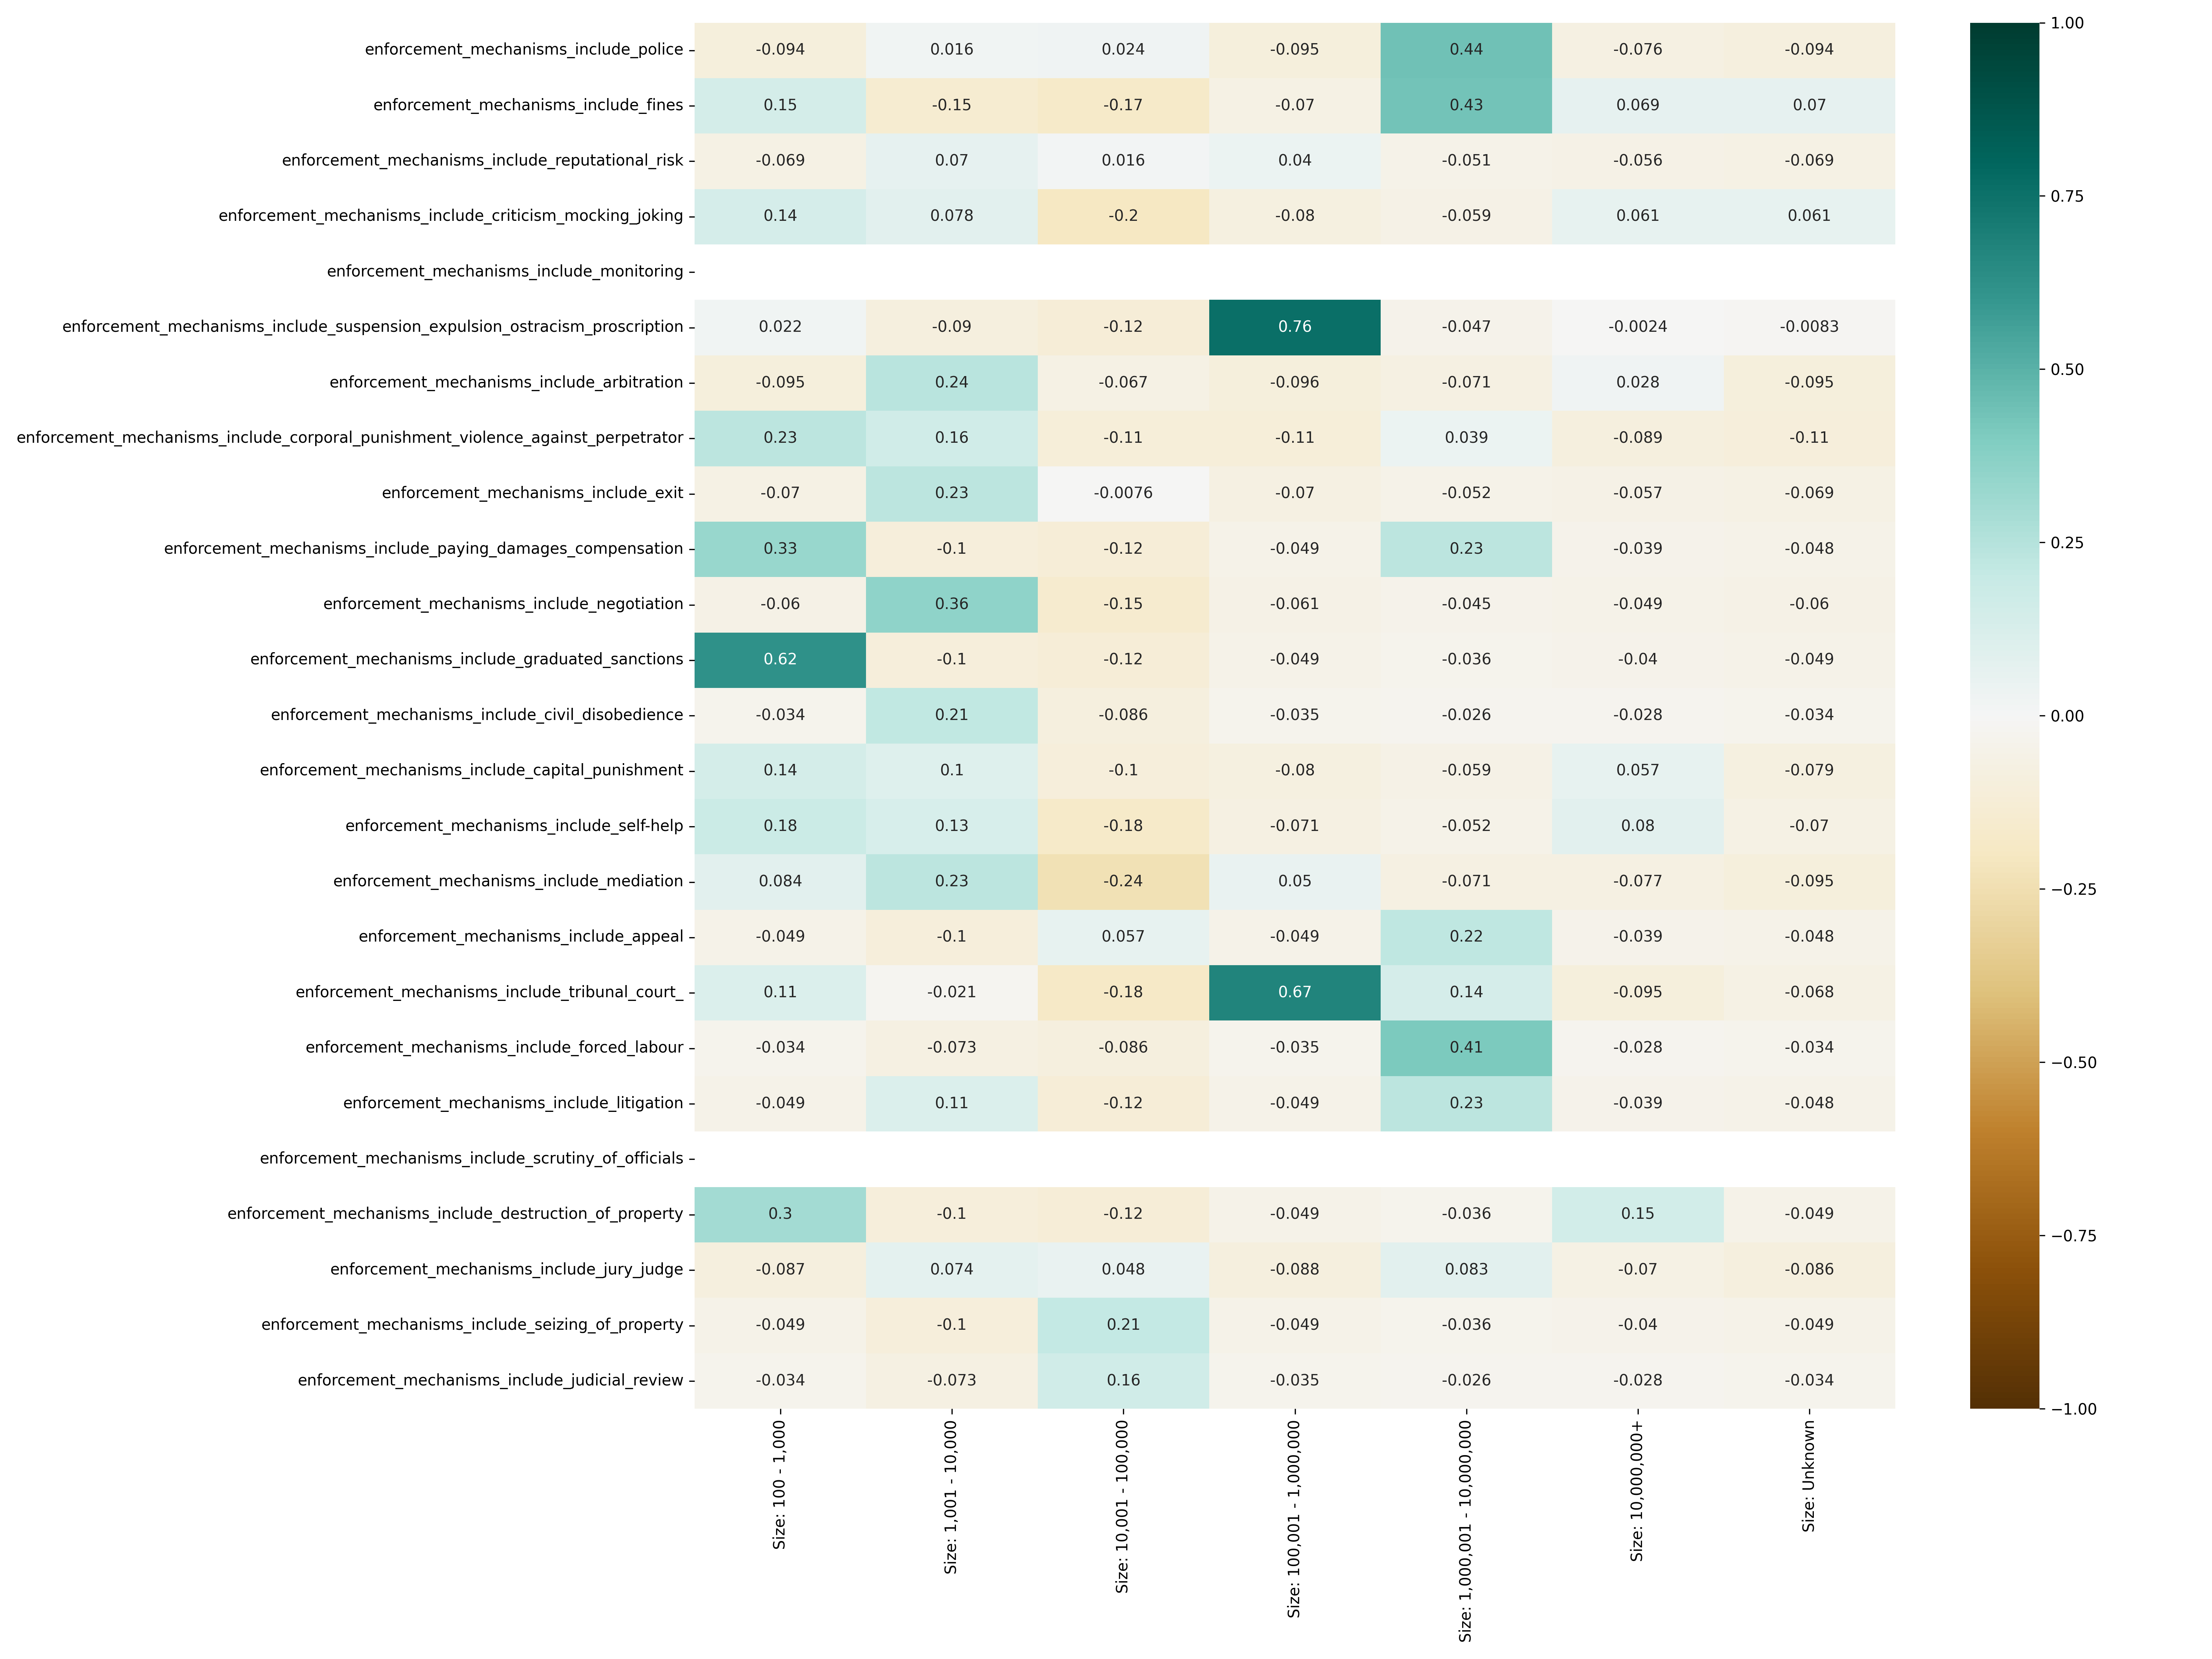 enforcement_mechanisms_include_police -0.094 0.016 0.024 -0.095 0.44 -0.076 -0.094
enforcement_mechanisms_include_fines 0.15 -0.15 -0.17 -0.07 0.43 0.069 0.07
enforcement_mechanisms_include_reputational_risk -0.069 0.07 0.016 0.04 -0.051 -0.056 -0.069
enforcement_mechanisms_include_criticism_mocking_joking 0.14 0.078 -0.2 -0.08 -0.059 0.061 0.061
enforcement_mechanisms_include_monitoring
enforcement_mechanisms_include_suspension_expulsion_ostracism_proscription 0.022 -0.09 -0.12 0.76 -0.047 -0.0024 -0.0083
enforcement_mechanisms_include_arbitration -0.095 0.24 -0.067 -0.096 -0.071 0.028 -0.095
enforcement_mechanisms_include_corporal_punishment_violence_against_perpetrator 0.23 0.16 -0.11 -0.11 0.039 -0.089 -0.11
enforcement_mechanisms_include_exit -0.07 0.23 -0.0076 -0.07 -0.052 -0.057 -0.069
enforcement_mechanisms_include_paying_damages_compensation 0.33 -0.1 -0.12 -0.049 0.23 -0.039 -0.048
enforcement_mechanisms_include_negotiation -0.06 0.36 -0.15 -0.061 -0.045 -0.049 -0.06
enforcement_mechanisms_include_graduated_sanctions 0.62 -0.1 -0.12 -0.049 -0.036 -0.04 -0.049
enforcement_mechanisms_include_civil_disobedience -0.034 0.21 -0.086 -0.035 -0.026 -0.028 -0.034
enforcement_mechanisms_include_capital_punishment 0.14 0.1 -0.1 -0.08 -0.059 0.057 -0.079
enforcement_mechanisms_include_self-help 0.18 0.13 -0.18 -0.071 -0.052 0.08 -0.07
enforcement_mechanisms_include_mediation 0.084 0.23 -0.24 0.05 -0.071 -0.077 -0.095
enforcement_mechanisms_include_appeal -0.049 -0.1 0.057 -0.049 0.22 -0.039 -0.048
enforcement_mechanisms_include_tribunal_court_ 0.11 -0.021 -0.18 0.67 0.14 -0.095 -0.068
enforcement_mechanisms_include_forced_labour -0.034 -0.073 -0.086 -0.035 0.41 -0.028 -0.034
enforcement_mechanisms_include_litigation -0.049 0.11 -0.12 -0.049 0.23 -0.039 -0.048
enforcement_mechanisms_include_scrutiny_of_officials
enforcement_mechanisms_include_destruction_of_property 0.3 -0.1 -0.12 -0.049 -0.036 0.15 -0.049
enforcement_mechanisms_include_jury_judge -0.087 0.074 0.048 -0.088 0.083 -0.07 -0.086
enforcement_mechanisms_include_seizing_of_property -0.049 -0.1 0.21 -0.049 -0.036 -0.04 -0.049
enforcement_mechanisms_include_judicial_review -0.034 -0.073 0.16 -0.035 -0.026 -0.028 -0.034
Size: 100 - 1,000
Size: 1,001 - 10,000
Size: 10,001 - 100,000
Size: 100,001 - 1,000,000
Size: 1,000,001 - 10,000,000
Size: 10,000,000+
Size: Unknown
1.00
0.75
0.50
0.25
0.00
−0.25
−0.50
−0.75
−1.00